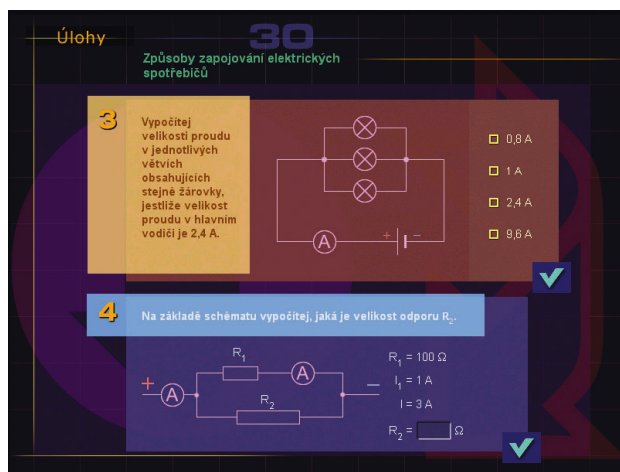 Úlohy
30
Způsoby zapojování elektrických
spotřebičů
3
Vypočítej
velikosti proudu
v jednotlivých
větvích
obsahujících
stejné žárovky,
jestliže velikost
proudu v hlavním
vodiči je 2,4 A.
A
+ −
0,8 A
1 A
2,4 A
9,6 A
4
Na základě schématu vypočítej, jaká je velikost odporu R₂.
+
A
R₁
A
R₂
−
R₁ = 100 Ω
I₁ = 1 A
I = 3 A
R₂ = Ω